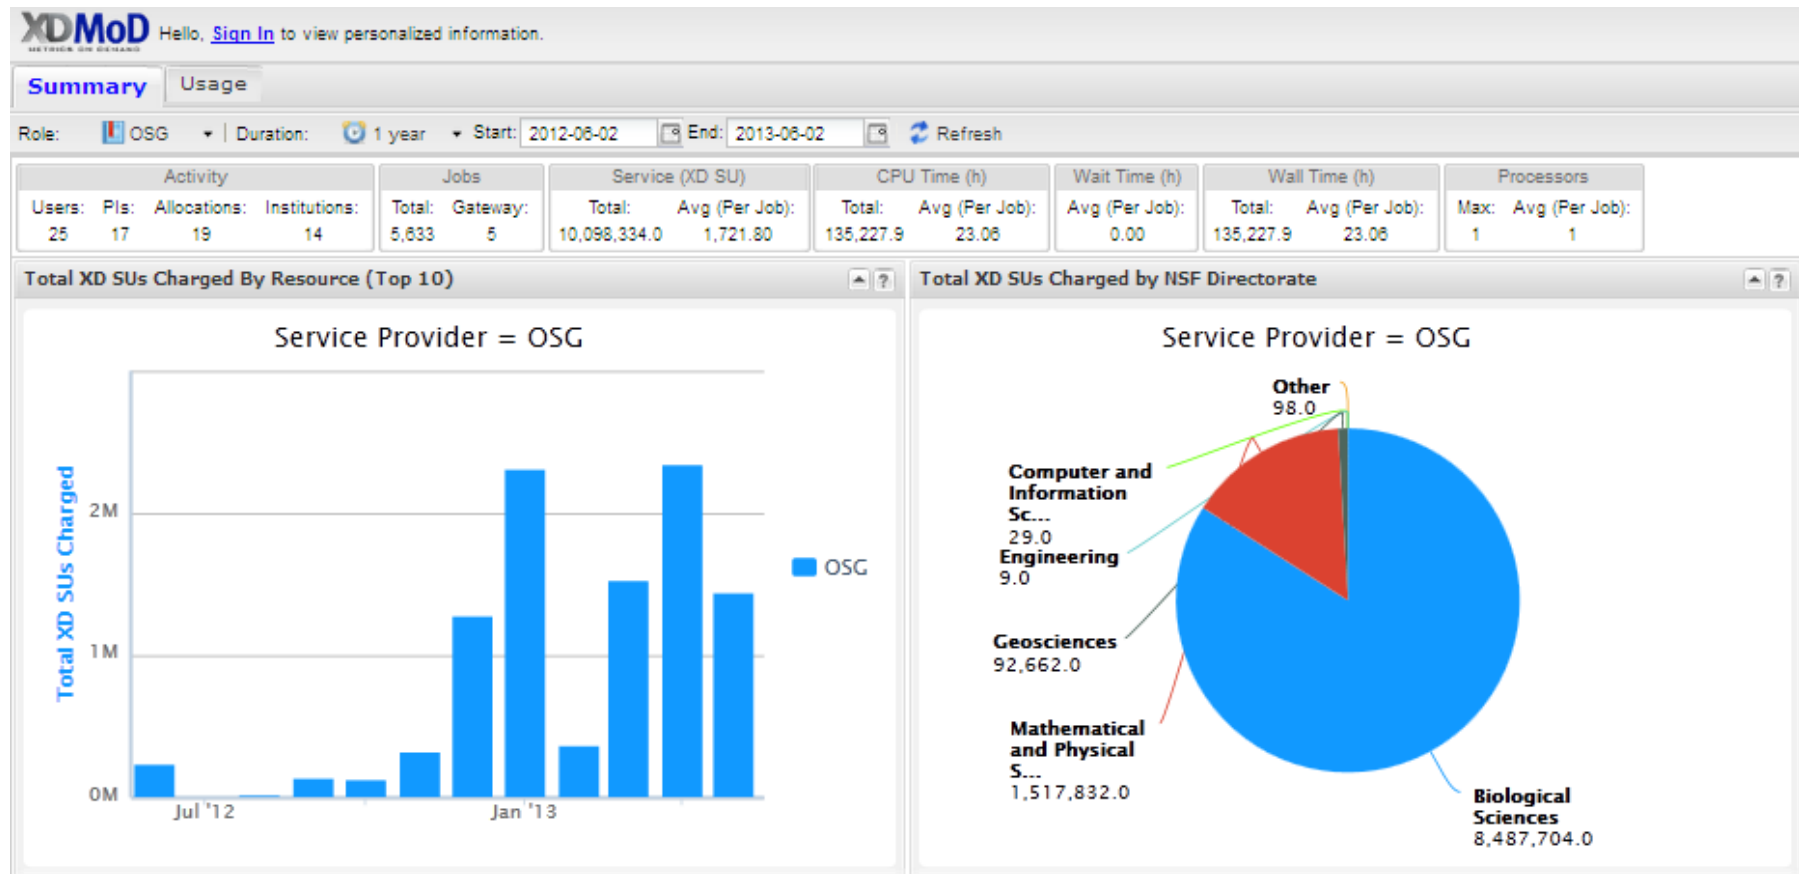 XDMoD Hello, Sign In to view personalized information.
METRICS ON DEMAND
Summary Usage
Role: OSG Duration: 1 year Start: 2012-06-02 End: 2013-06-02 Refresh
Activity Jobs Service (XD SU) CPU Time (h) Wait Time (h) Wall Time (h) Processors
Users: PIs: Allocations: Institutions: Total: Gateway: Total: Avg (Per Job): Total: Avg (Per Job): Avg (Per Job): Total: Avg (Per Job): Max: Avg (Per Job):
25 17 19 14 5,633 5 10,098,334.0 1,721.80 135,227.9 23.06 0.00 135,227.9 23.06 1 1
Total XD SUs Charged By Resource (Top 10) ?
Service Provider = OSG
Total XD SUs Charged
2M
1M
0M
Jul '12 Jan '13
OSG
Total XD SUs Charged by NSF Directorate ?
Service Provider = OSG
Other
98.0
Computer and
Information
Sc...
29.0
Engineering
9.0
Geosciences
92,662.0
Mathematical
and Physical
S...
1,517,832.0
Biological
Sciences
8,487,704.0